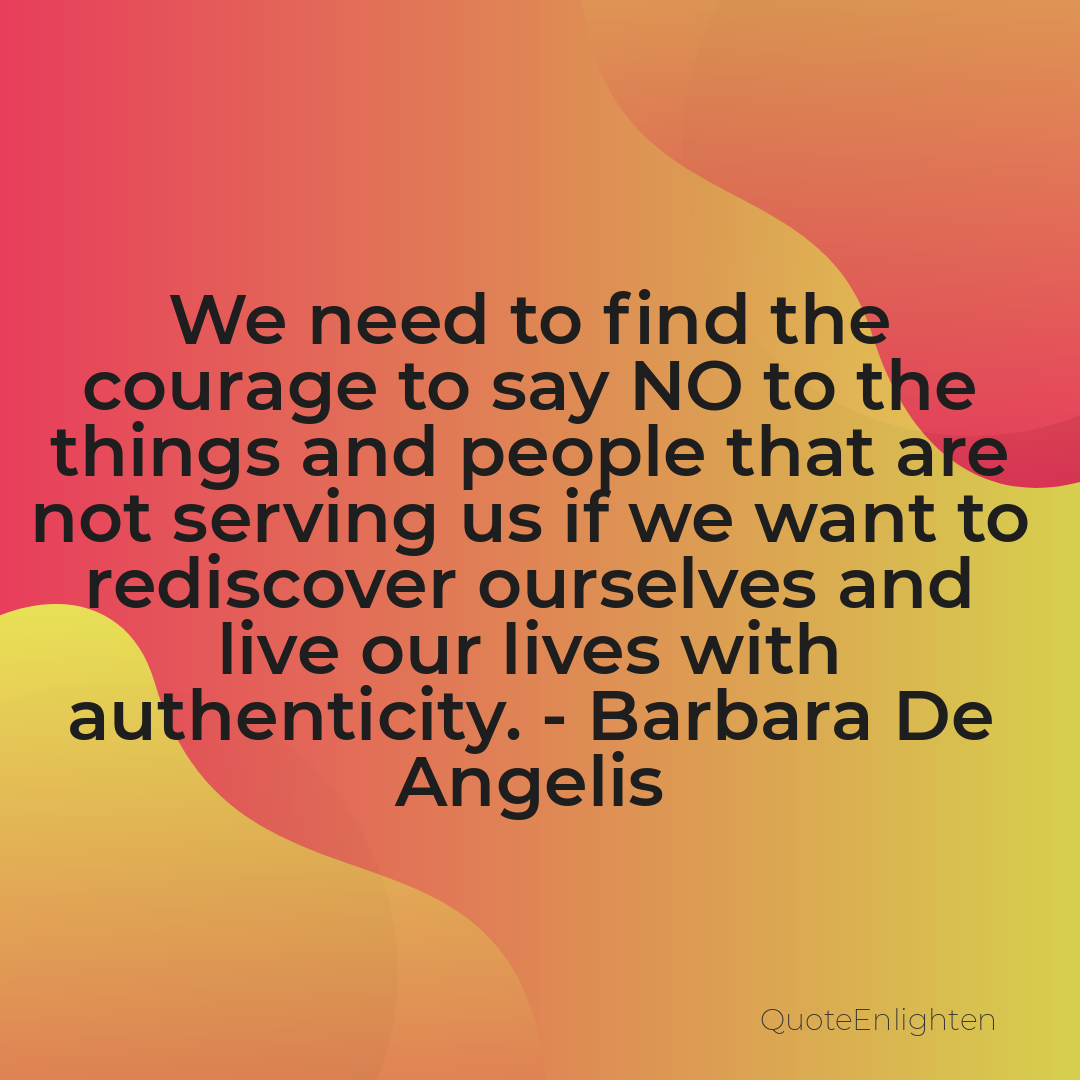 We need to find the
courage to say NO to the
things and people that are
not serving us if we want to
rediscover ourselves and
live our lives with
authenticity. - Barbara De
Angelis
QuoteEnlighten